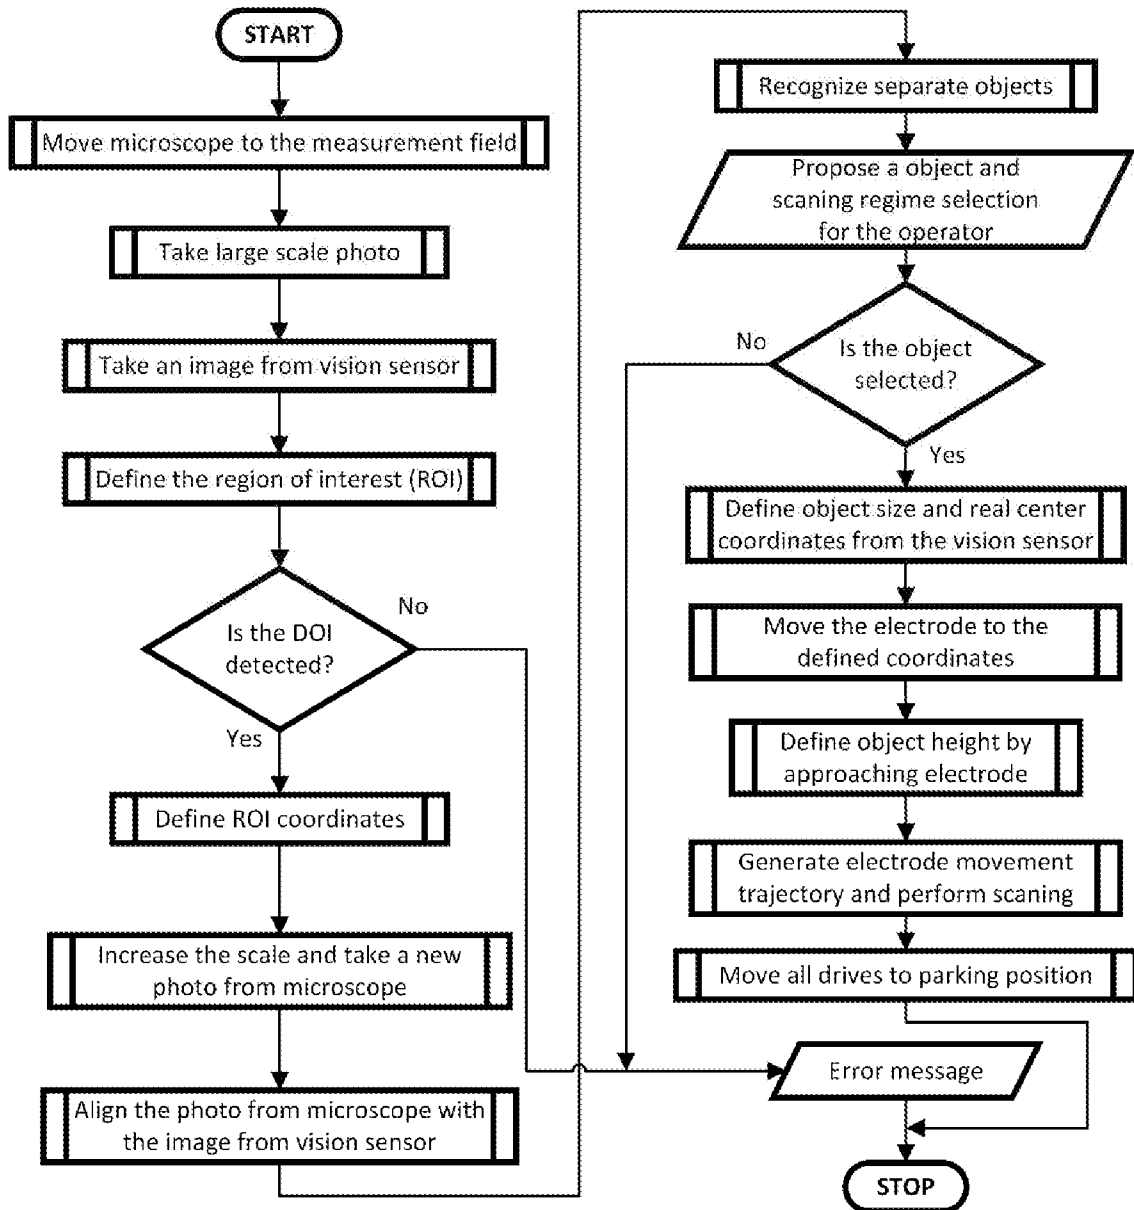 START
Move microscope to the measurement field
Take large scale photo
Take an image from vision sensor
Define the region of interest (ROI)
Is the DOI
detected?
No
Yes
Define ROI coordinates
Increase the scale and take a new
photo from microscope
Align the photo from microscope with
the image from vision sensor
Recognize separate objects
Propose a object and
scaning regime selection
for the operator
Is the object
selected?
No
Yes
Define object size and real center
coordinates from the vision sensor
Move the electrode to the
defined coordinates
Define object height by
approaching electrode
Generate electrode movement
trajectory and perform scaning
Move all drives to parking position
Error message
STOP